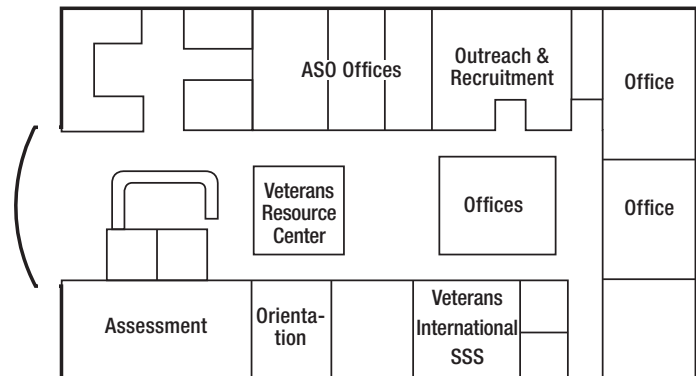 ASO Offices
Outreach &
Recruitment
Office
Veterans
Resource
Center
Offices
Office
Assessment
Orienta-
tion
Veterans
International
SSS